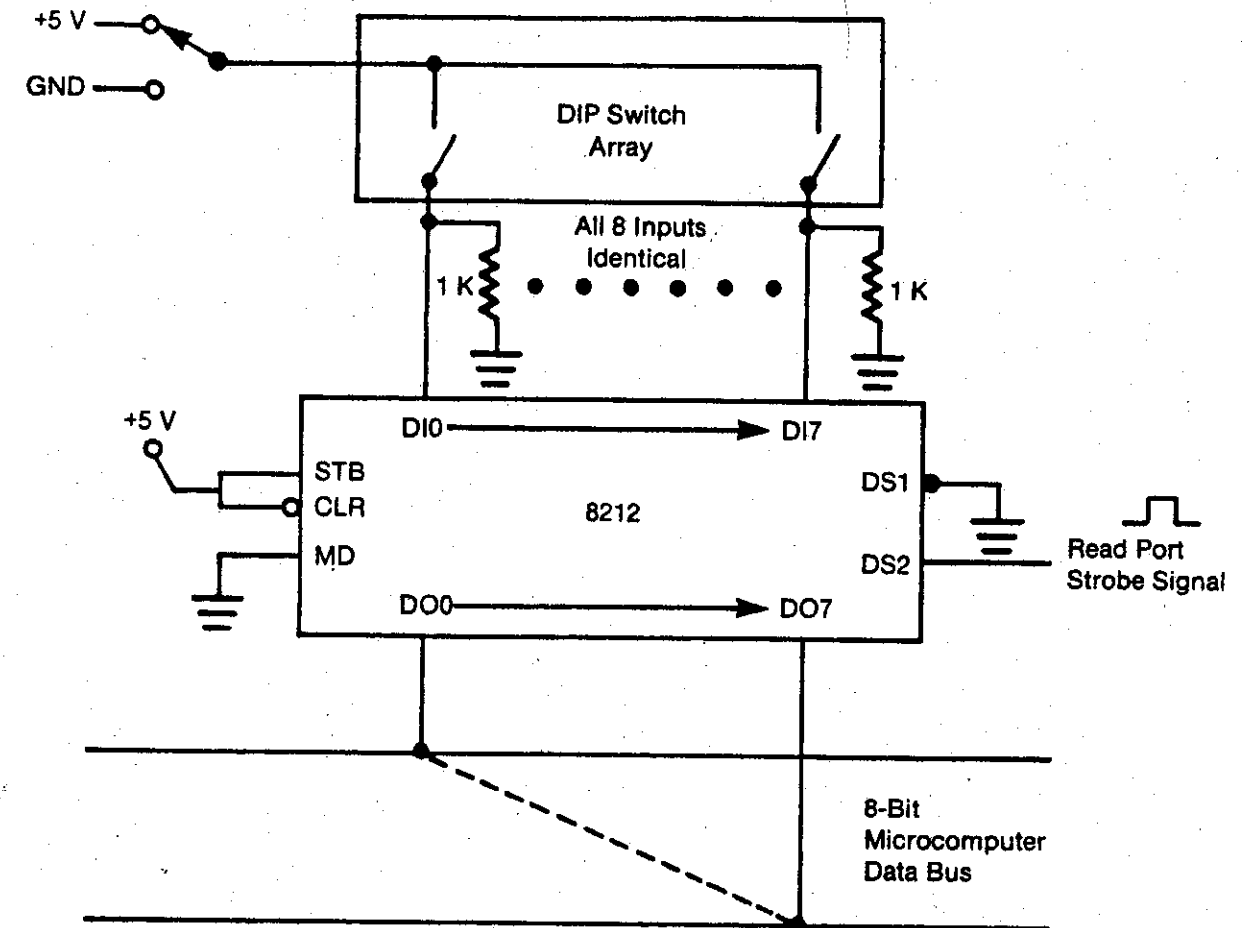 +5 V
GND
DIP Switch
Array
All 8 Inputs
Identical
1 K
1 K
+5 V
DI0
DI7
STB
CLR
MD
8212
DS1
DS2
Read Port
Strobe Signal
DO0
DO7
8-Bit
Microcomputer
Data Bus